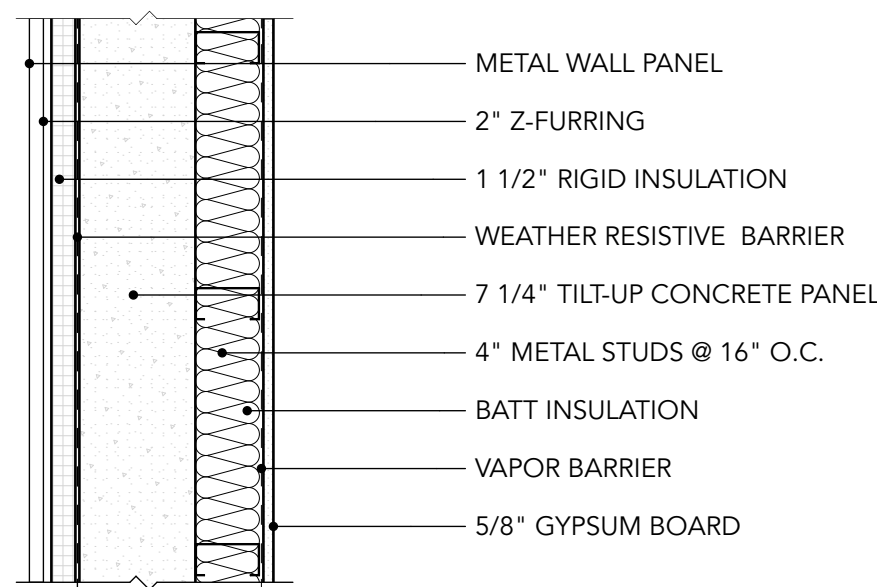 METAL WALL PANEL
2" Z-FURRING
1 1/2" RIGID INSULATION
WEATHER RESISTIVE BARRIER
7 1/4" TILT-UP CONCRETE PANEL
4" METAL STUDS @ 16" O.C.
BATT INSULATION
VAPOR BARRIER
5/8" GYPSUM BOARD